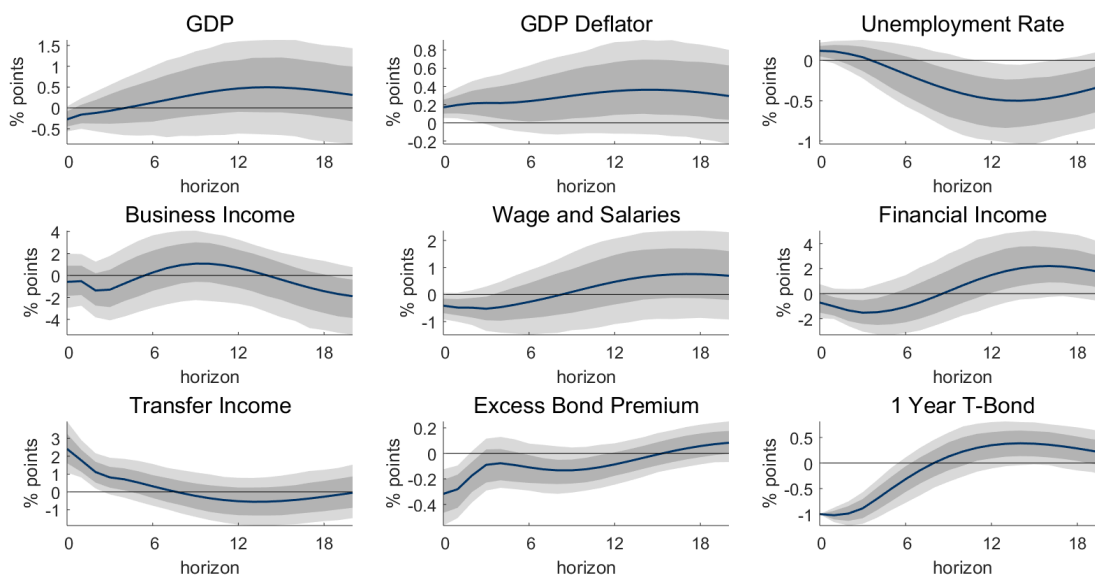 GDP
% points
1.5
1
0.5
0
-0.5
0 6 12 18
horizon
GDP Deflator
% points
0.8
0.6
0.4
0.2
0
0 6 12 18
horizon
Unemployment Rate
% points
0
-0.5
-1
0 6 12 18
horizon
Business Income
% points
4
2
0
-2
-4
0 6 12 18
horizon
Wage and Salaries
% points
2
1
0
-1
0 6 12 18
horizon
Financial Income
% points
4
2
0
-2
0 6 12 18
horizon
Transfer Income
% points
3
2
1
0
-1
0 6 12 18
horizon
Excess Bond Premium
% points
0.2
0
-0.2
-0.4
0 6 12 18
horizon
1 Year T-Bond
% points
0.5
0
-0.5
-1
0 6 12 18
horizon